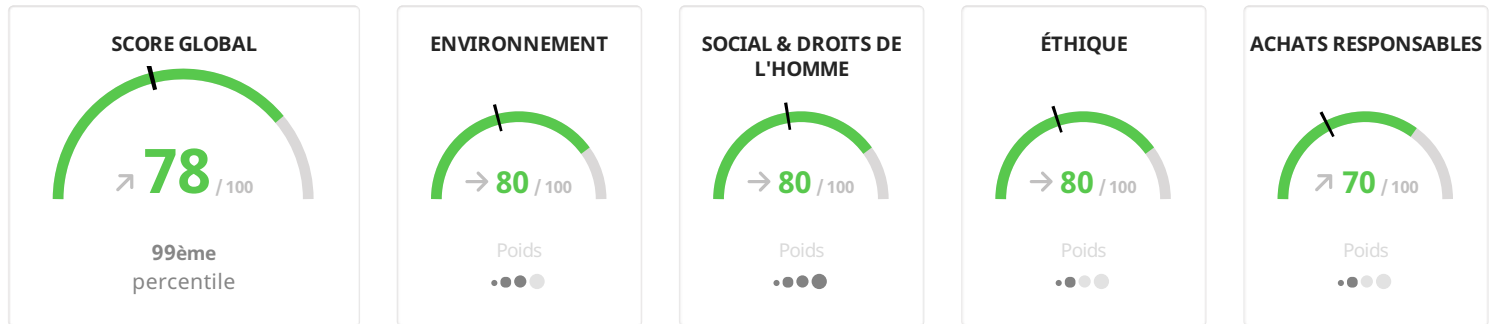 SCORE GLOBAL
78 / 100
99ème
percentile
ENVIRONNEMENT
80 / 100
Poids
SOCIAL & DROITS DE
L'HOMME
80 / 100
Poids
ÉTHIQUE
80 / 100
Poids
ACHATS RESPONSABLES
70 / 100
Poids